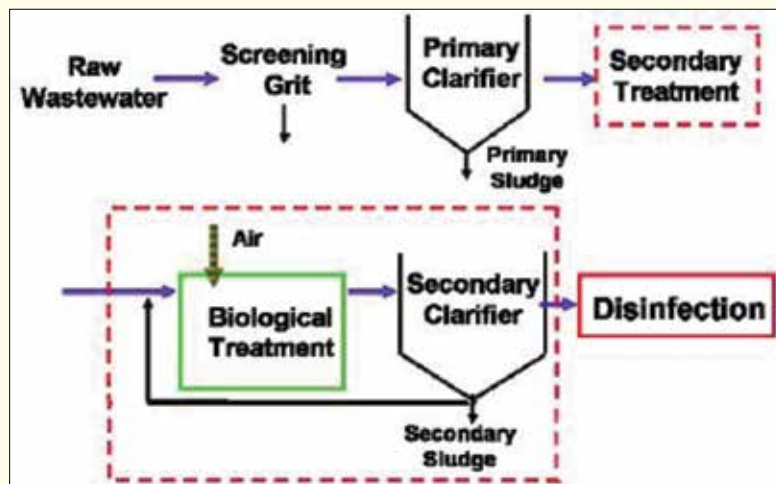 Raw
Wastewater
Screening
Grit
Primary
Clarifier
Secondary
Treatment
Primary
Sludge
Air
Biological
Treatment
Secondary
Clarifier
Disinfection
Secondary
Sludge